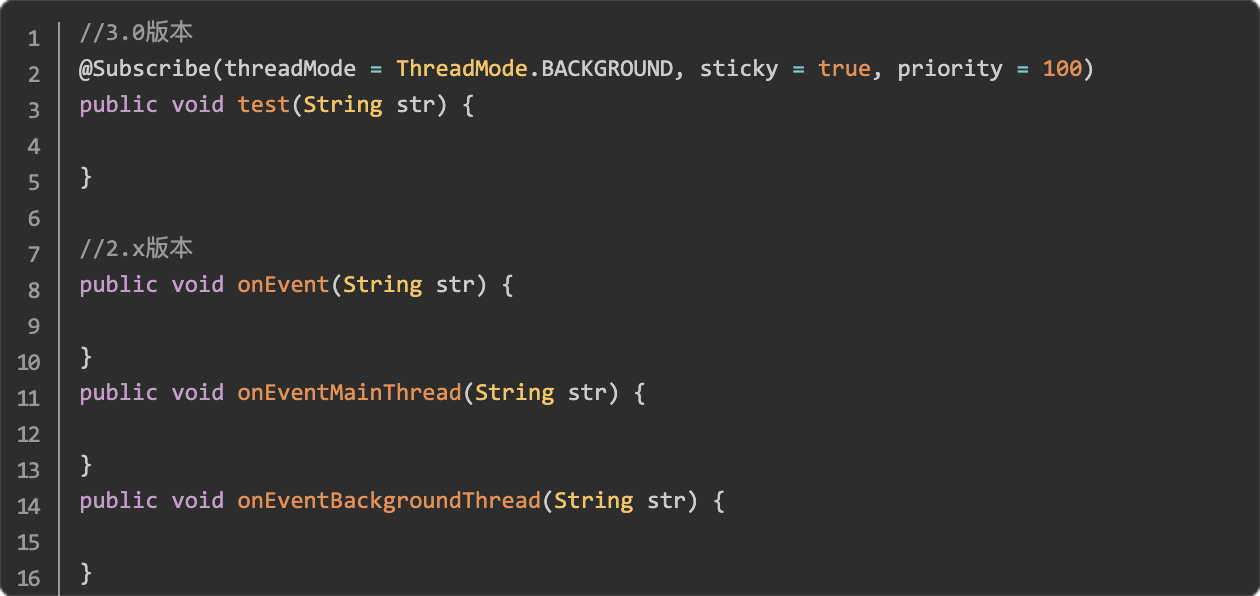 1 //3.0版本
2 @Subscribe(threadMode = ThreadMode.BACKGROUND, sticky = true, priority = 100)
3 public void test(String str) {
4
5 }
6
7 //2.x版本
8 public void onEvent(String str) {
9
10 }
11 public void onEventMainThread(String str) {
12
13 }
14 public void onEventBackgroundThread(String str) {
15
16 }